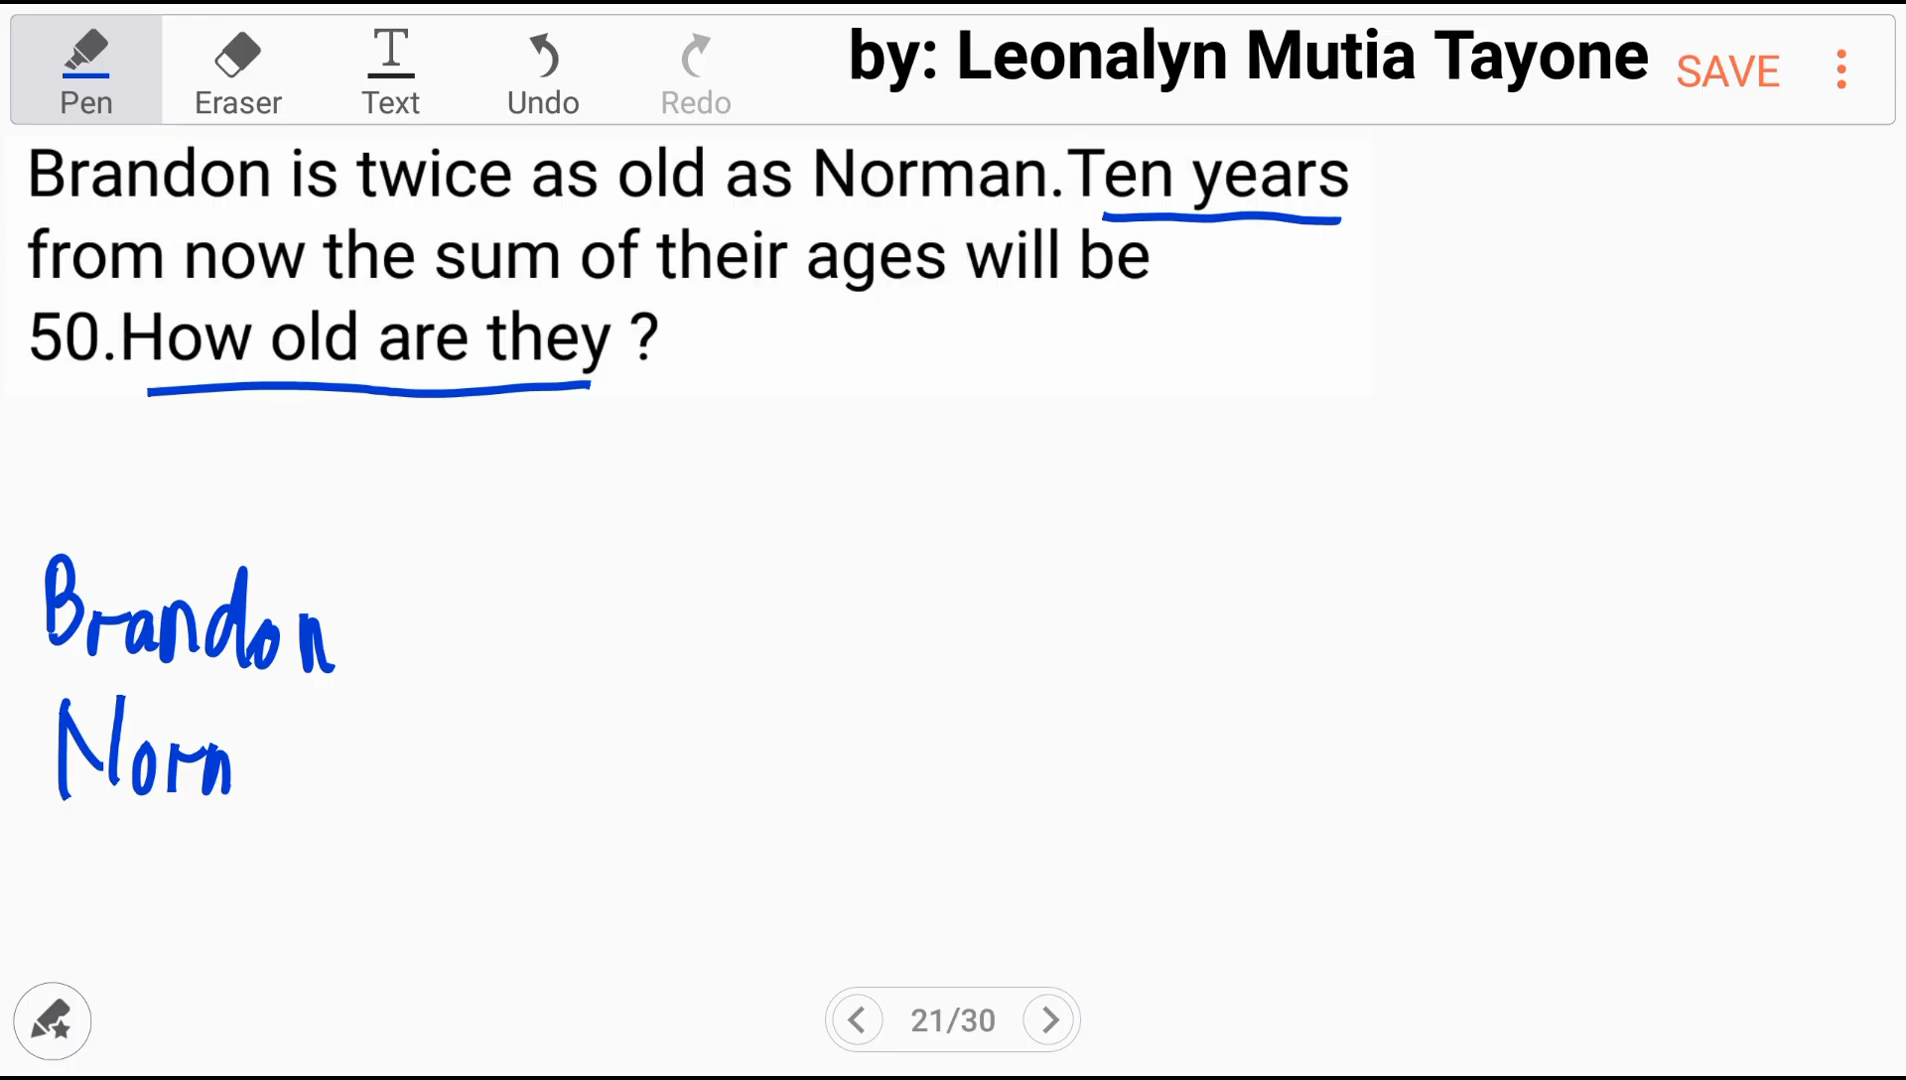 Pen Eraser Text Undo Redo by: Leonalyn Mutia Tayone SAVE
Brandon is twice as old as Norman.Ten years
from now the sum of their ages will be
50.How old are they ?
Brandon
Norn
21/30